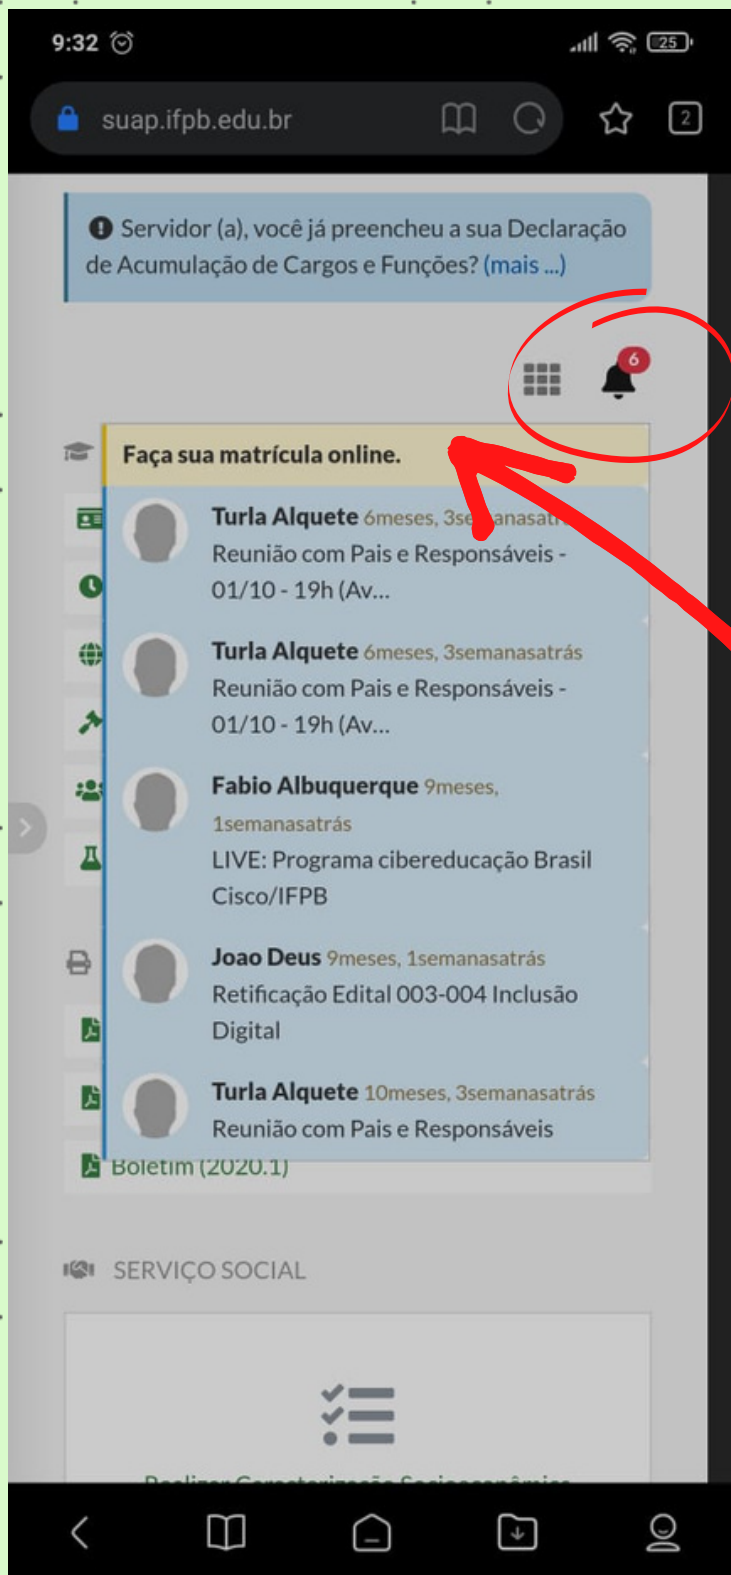 9:32
25
suap.ifpb.edu.br
2
Servidor (a), você já preencheu a sua Declaração
de Acumulação de Cargos e Funções? (mais ...)
6
Faça sua matrícula online.
Turla Alquete 6meses, 3semanasatrás
Reunião com Pais e Responsáveis -
01/10 - 19h (Av...
Turla Alquete 6meses, 3semanasatrás
Reunião com Pais e Responsáveis -
01/10 - 19h (Av...
Fabio Albuquerque 9meses,
1semanasatrás
LIVE: Programa cibereducação Brasil
Cisco/IFPB
Joao Deus 9meses, 1semanasatrás
Retificação Edital 003-004 Inclusão
Digital
Turla Alquete 10meses, 3semanasatrás
Reunião com Pais e Responsáveis
Boletim (2020.1)
SERVIÇO SOCIAL
Realizar Caracterização Socioeconômica